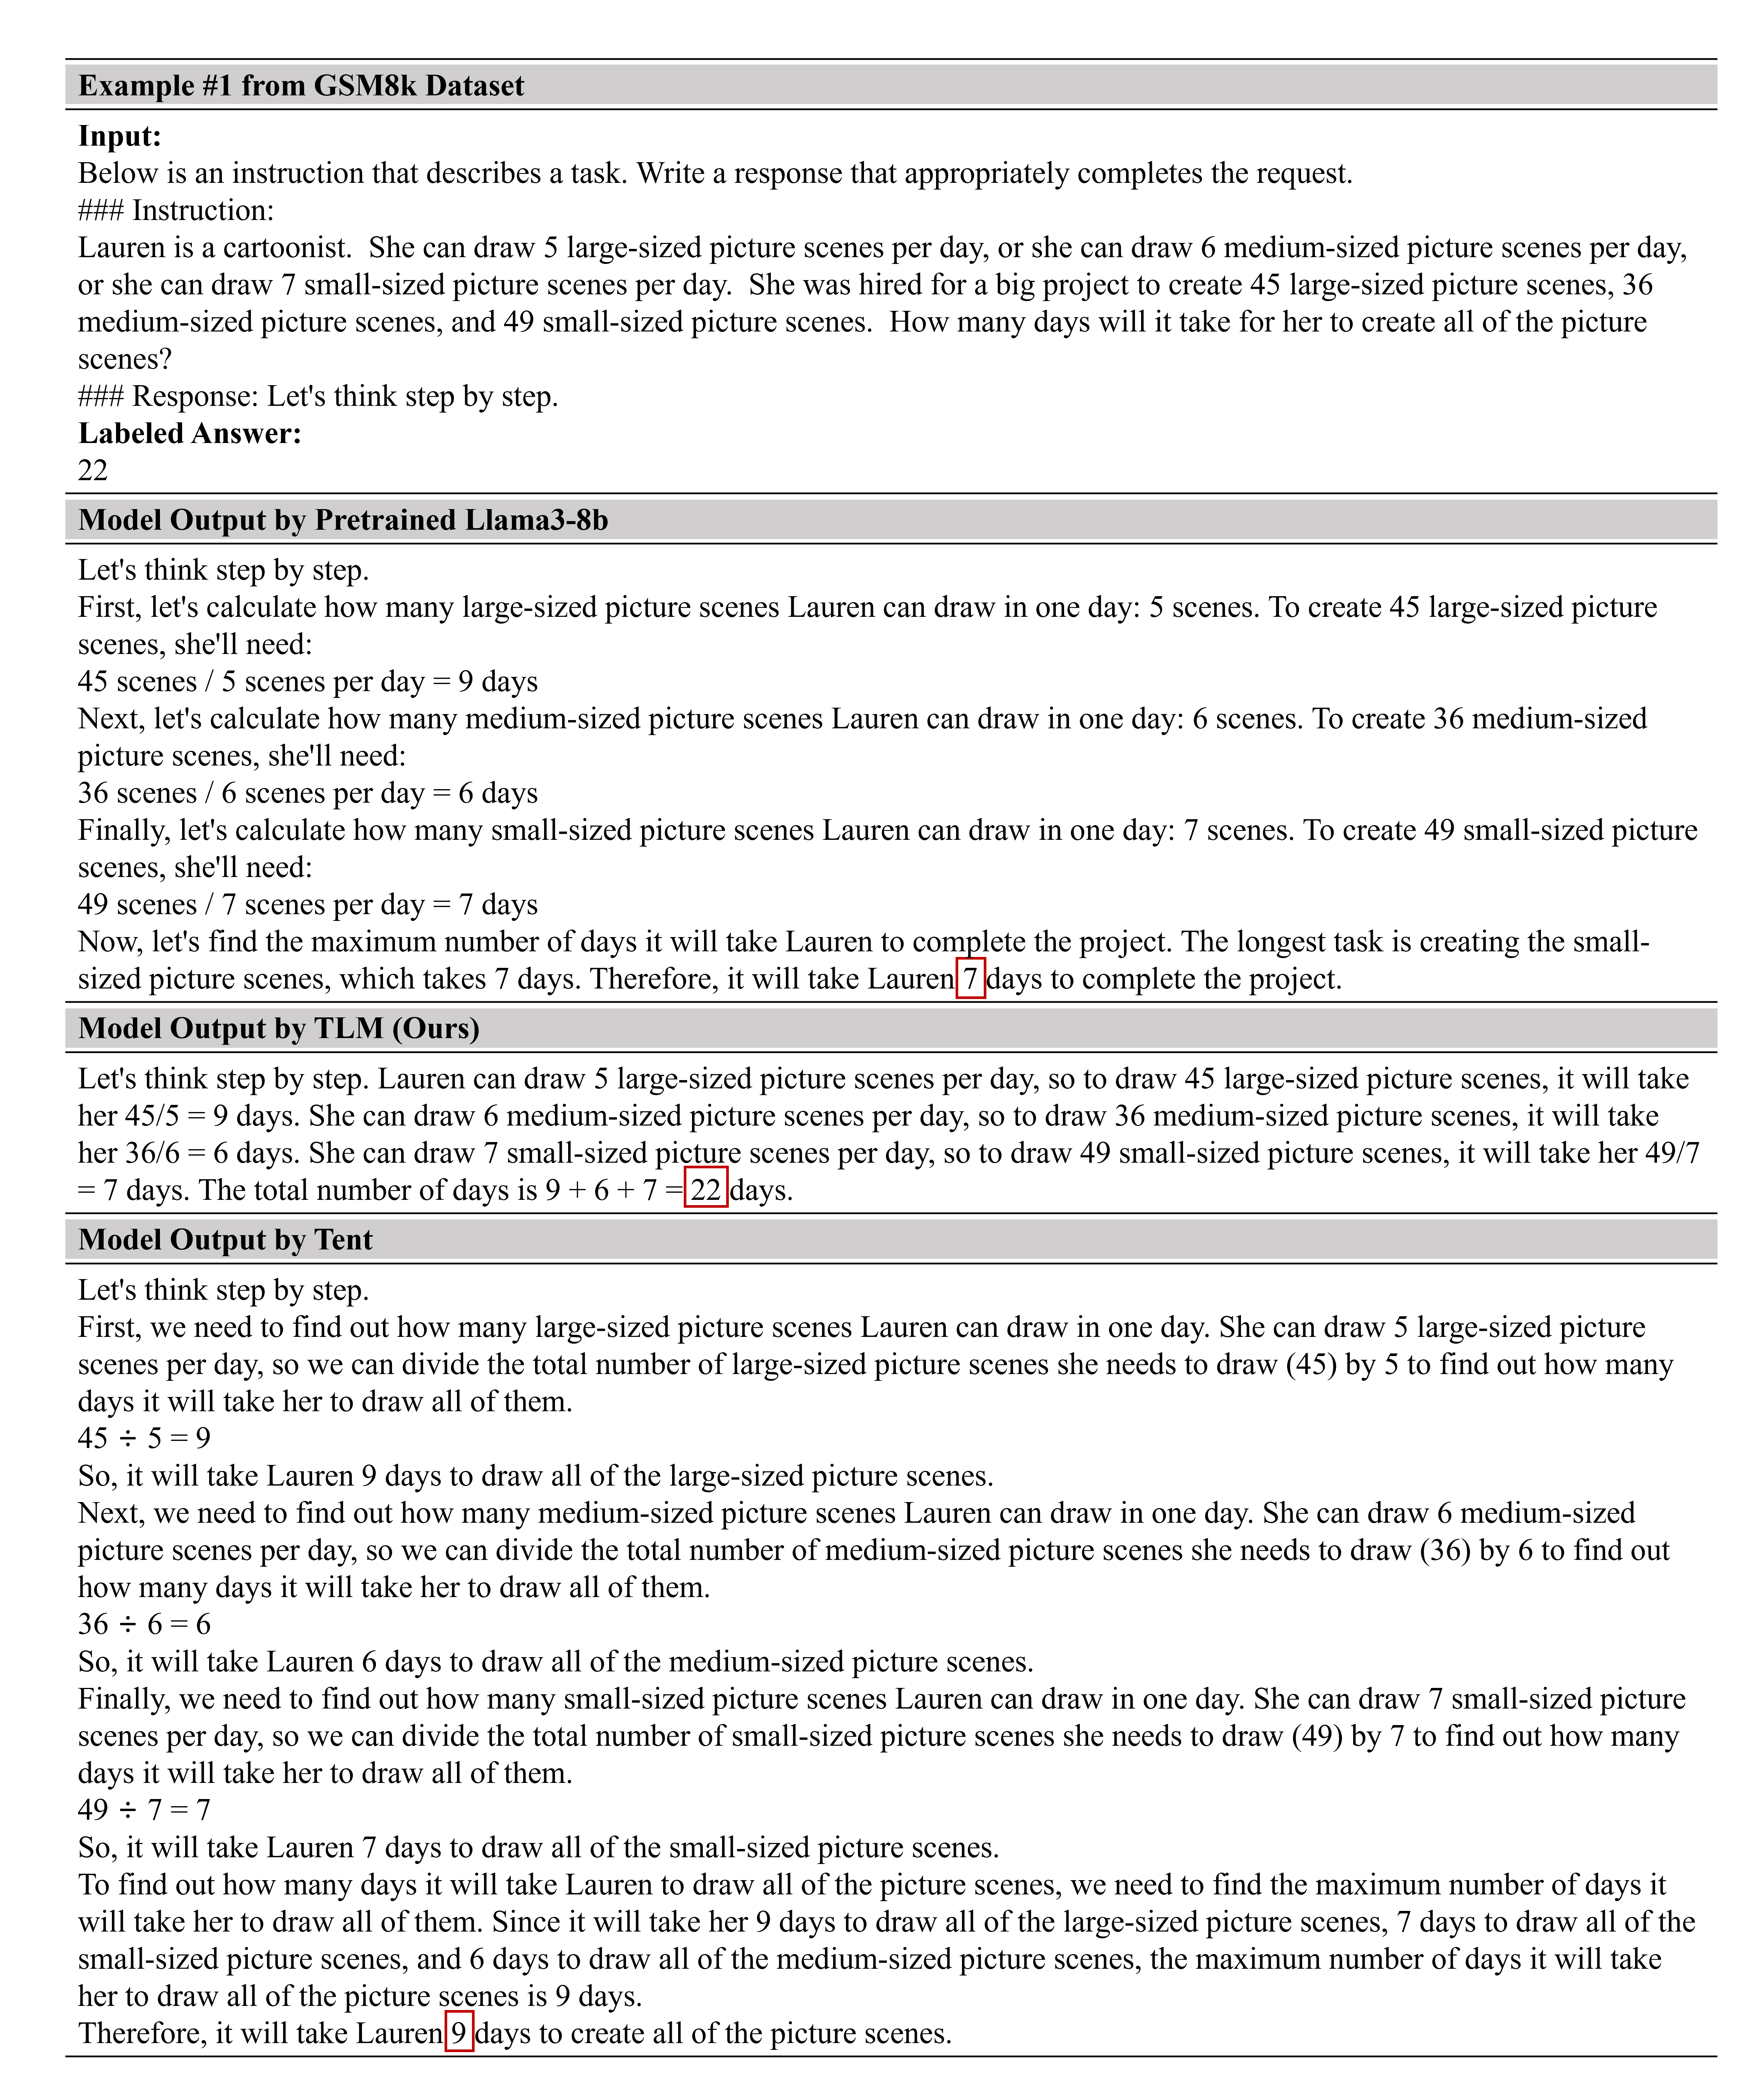 Example #1 from GSM8k Dataset
Input:
Below is an instruction that describes a task. Write a response that appropriately completes the request.
### Instruction:
Lauren is a cartoonist.  She can draw 5 large-sized picture scenes per day, or she can draw 6 medium-sized picture scenes per day,
or she can draw 7 small-sized picture scenes per day.  She was hired for a big project to create 45 large-sized picture scenes, 36
medium-sized picture scenes, and 49 small-sized picture scenes.  How many days will it take for her to create all of the picture
scenes?
### Response: Let's think step by step.
Labeled Answer:
22
Model Output by Pretrained Llama3-8b
Let's think step by step.
First, let's calculate how many large-sized picture scenes Lauren can draw in one day: 5 scenes. To create 45 large-sized picture
scenes, she'll need:
45 scenes / 5 scenes per day = 9 days
Next, let's calculate how many medium-sized picture scenes Lauren can draw in one day: 6 scenes. To create 36 medium-sized
picture scenes, she'll need:
36 scenes / 6 scenes per day = 6 days
Finally, let's calculate how many small-sized picture scenes Lauren can draw in one day: 7 scenes. To create 49 small-sized picture
scenes, she'll need:
49 scenes / 7 scenes per day = 7 days
Now, let's find the maximum number of days it will take Lauren to complete the project. The longest task is creating the small-
sized picture scenes, which takes 7 days. Therefore, it will take Lauren 7 days to complete the project.
Model Output by TLM (Ours)
Let's think step by step. Lauren can draw 5 large-sized picture scenes per day, so to draw 45 large-sized picture scenes, it will take
her 45/5 = 9 days. She can draw 6 medium-sized picture scenes per day, so to draw 36 medium-sized picture scenes, it will take
her 36/6 = 6 days. She can draw 7 small-sized picture scenes per day, so to draw 49 small-sized picture scenes, it will take her 49/7
= 7 days. The total number of days is 9 + 6 + 7 = 22 days.
Model Output by Tent
Let's think step by step.
First, we need to find out how many large-sized picture scenes Lauren can draw in one day. She can draw 5 large-sized picture
scenes per day, so we can divide the total number of large-sized picture scenes she needs to draw (45) by 5 to find out how many
days it will take her to draw all of them.
45 ÷ 5 = 9
So, it will take Lauren 9 days to draw all of the large-sized picture scenes.
Next, we need to find out how many medium-sized picture scenes Lauren can draw in one day. She can draw 6 medium-sized
picture scenes per day, so we can divide the total number of medium-sized picture scenes she needs to draw (36) by 6 to find out
how many days it will take her to draw all of them.
36 ÷ 6 = 6
So, it will take Lauren 6 days to draw all of the medium-sized picture scenes.
Finally, we need to find out how many small-sized picture scenes Lauren can draw in one day. She can draw 7 small-sized picture
scenes per day, so we can divide the total number of small-sized picture scenes she needs to draw (49) by 7 to find out how many
days it will take her to draw all of them.
49 ÷ 7 = 7
So, it will take Lauren 7 days to draw all of the small-sized picture scenes.
To find out how many days it will take Lauren to draw all of the picture scenes, we need to find the maximum number of days it
will take her to draw all of them. Since it will take her 9 days to draw all of the large-sized picture scenes, 7 days to draw all of the
small-sized picture scenes, and 6 days to draw all of the medium-sized picture scenes, the maximum number of days it will take
her to draw all of the picture scenes is 9 days.
Therefore, it will take Lauren 9 days to create all of the picture scenes.